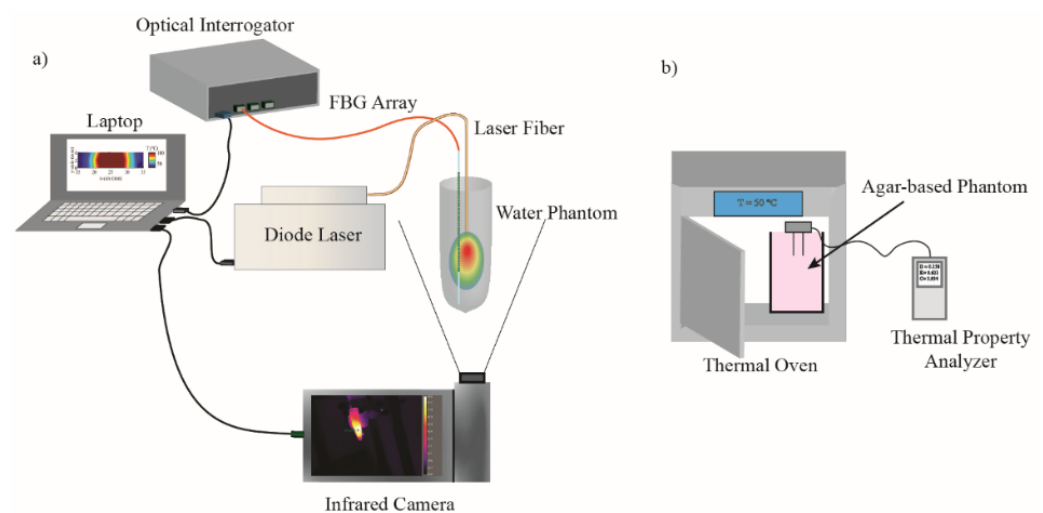 a)
Optical Interrogator
FBG Array
Laptop
Laser Fiber
Water Phantom
Diode Laser
Infrared Camera
b)
T = 50 °C
Agar-based Phantom
Thermal Oven
Thermal Property
Analyzer